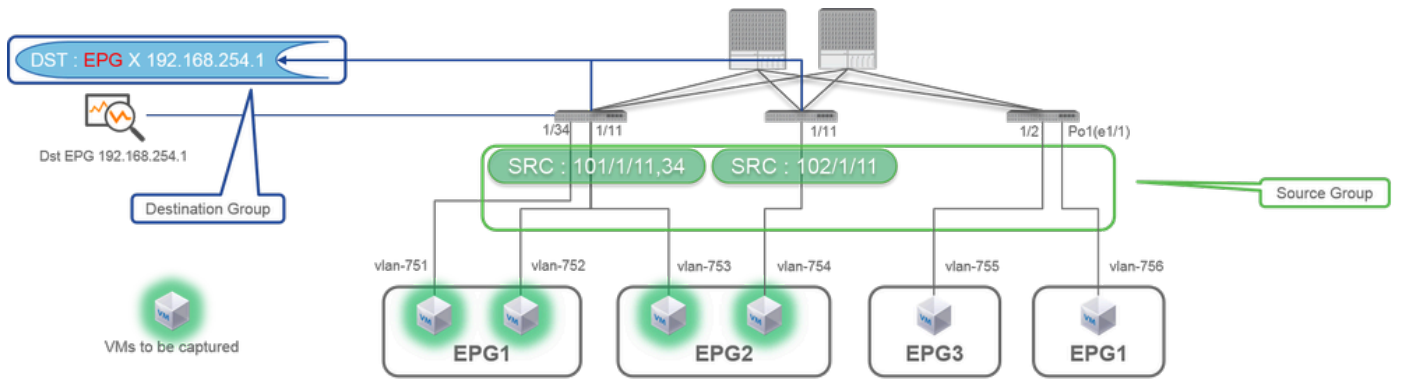 DST : EPG X 192.168.254.1
Dst EPG 192.168.254.1
Destination Group
1/34
1/11
1/11
1/2
Po1(e1/1)
SRC : 101/1/11,34
SRC : 102/1/11
Source Group
vlan-751
vlan-752
vlan-753
vlan-754
vlan-755
vlan-756
VM
VM
VM
VM
VM
VM
VM
VMs to be captured
EPG1
EPG2
EPG3
EPG1